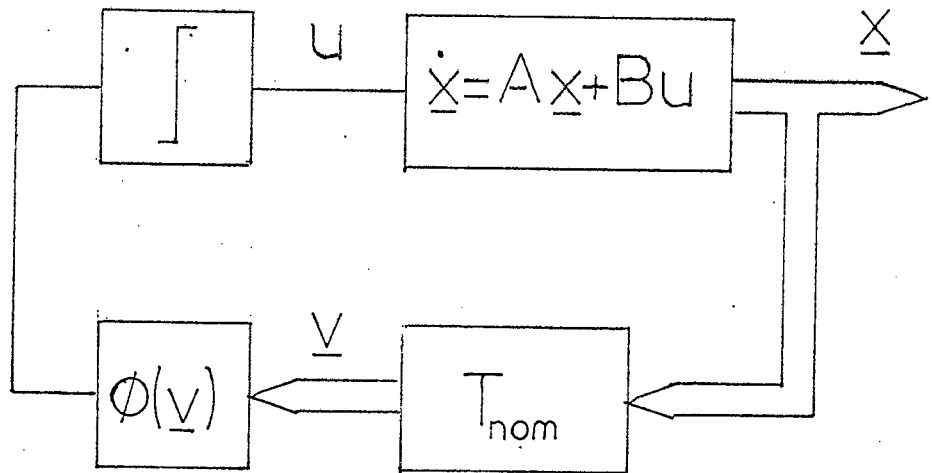 u
ẋ=Ax+Bu
x
ϕ(v)
v
T_nom